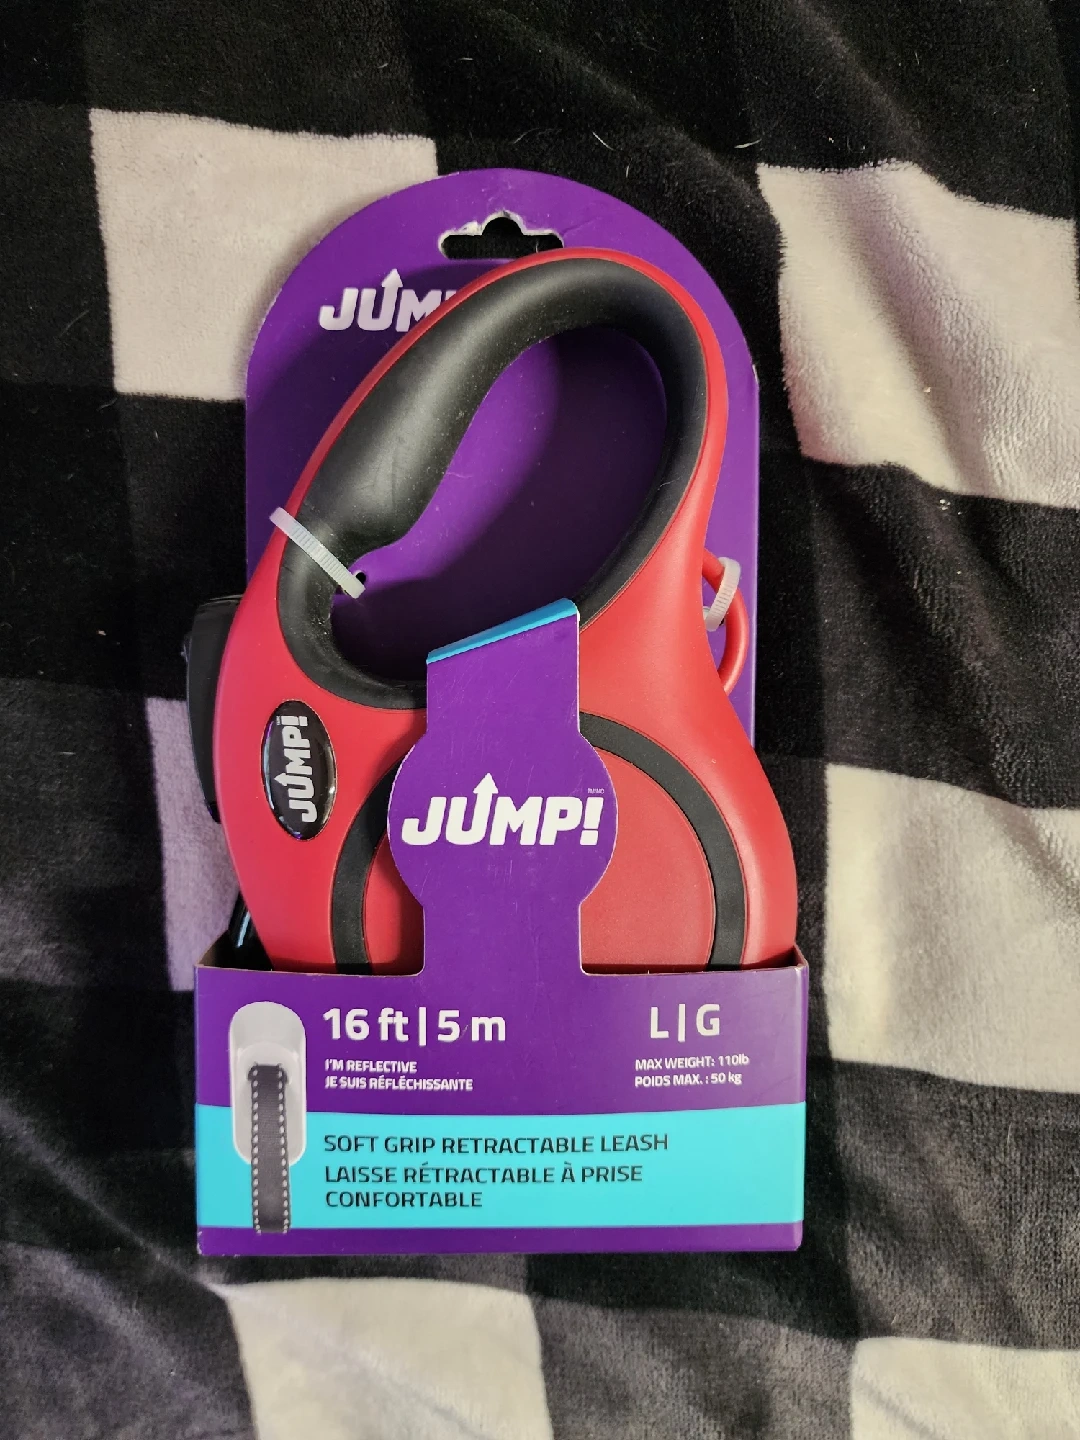 JUMP
JUMP!
JUMP!
16 ft | 5 m
L | G
I'M REFLECTIVE
JE SUIS RÉFLÉCHISSANTE
MAX WEIGHT: 110lb
POIDS MAX. : 50 kg
SOFT GRIP RETRACTABLE LEASH
LAISSE RÉTRACTABLE À PRISE
CONFORTABLE